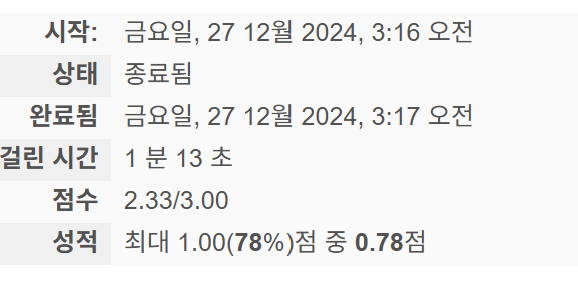 시작: 금요일, 27 12월 2024, 3:16 오전
상태 종료됨
완료됨 금요일, 27 12월 2024, 3:17 오전
걸린 시간 1 분 13 초
점수 2.33/3.00
성적 최대 1.00(78%)점 중 0.78점